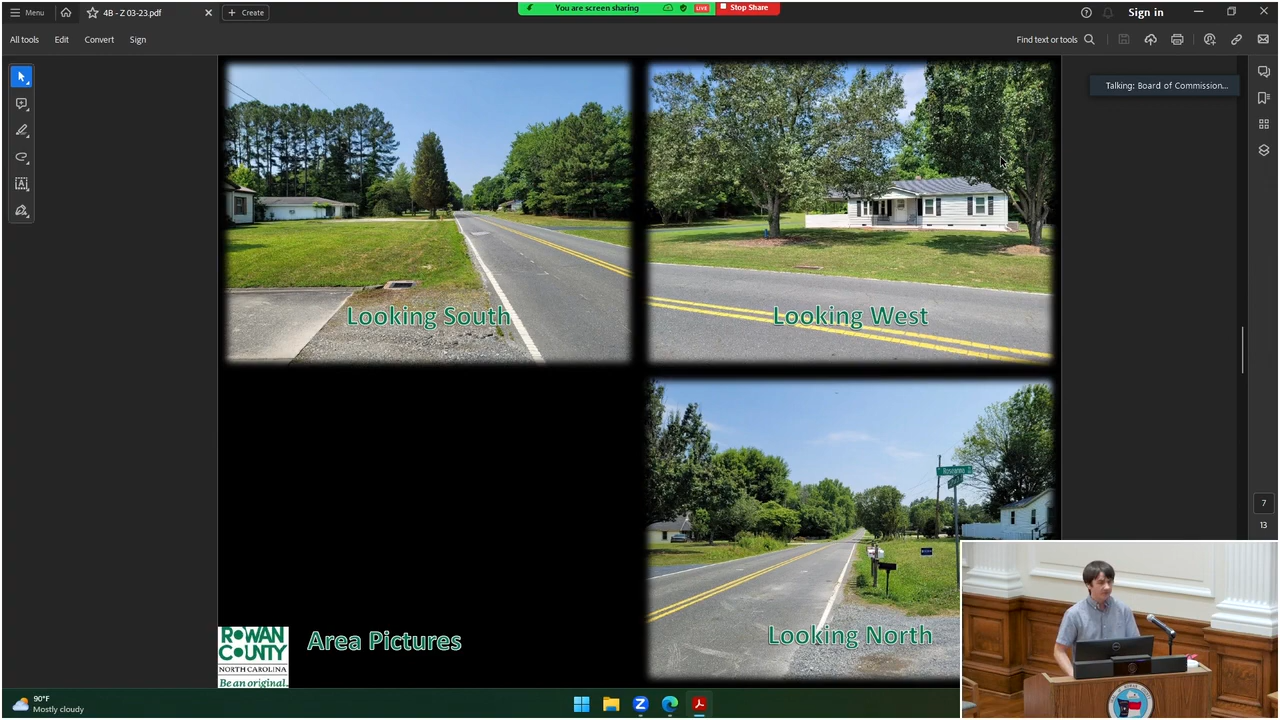 Menu
4B - Z 03-23.pdf
Create
You are screen sharing
LIVE
Stop Share
Sign in
All tools
Edit
Convert
Sign
Find text or tools
Talking: Board of Commission...
Looking South
Looking West
Roseanne
Looking North
Area Pictures
ROWAN
COUNTY
NORTH CAROLINA
Be an original.
7
13
90°F
Mostly cloudy